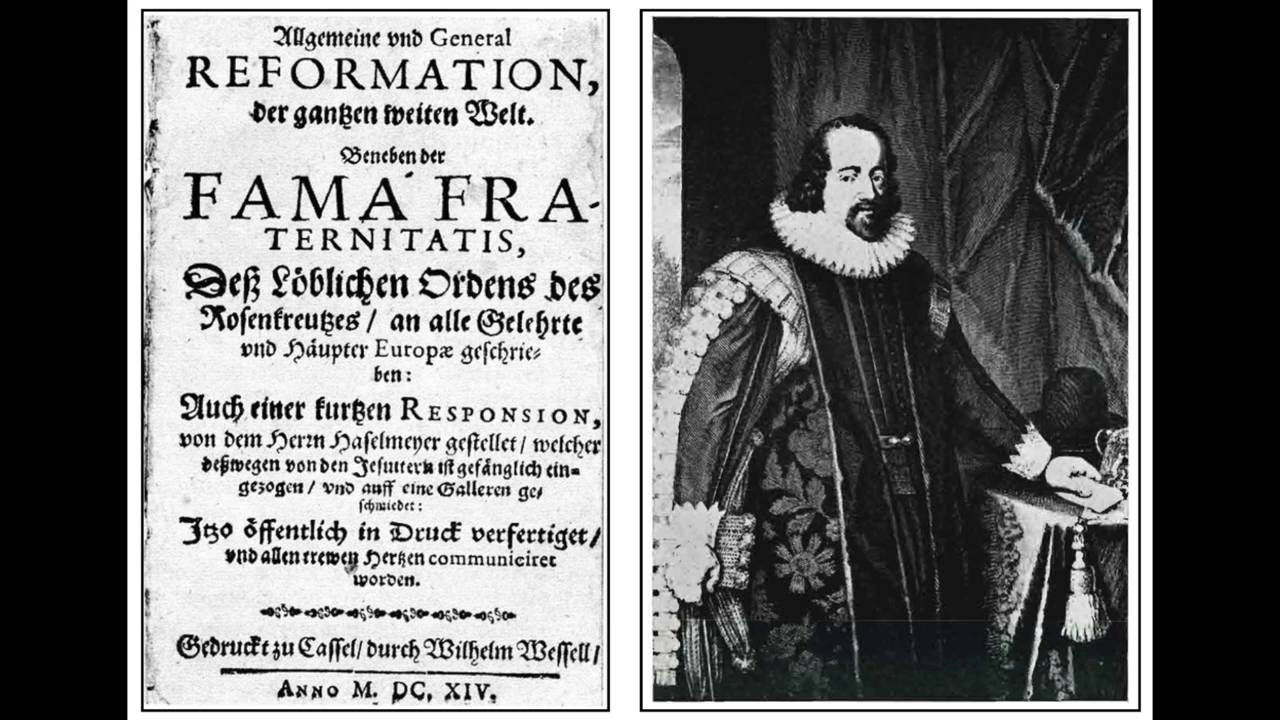 Allgemeine vnd General
REFORMATION,
der gantzen weiten Welt.
Beneben der
FAMA FRA-
TERNITATIS,
Deß Löblichen Ordens des
Rosenkreutzes / an alle Gelehrte
vnd Häupter Europæ geschrie-
ben:
Auch einer kurtzen RESPONSION,
von dem Herrn Haselmeyer gestellet / welcher
deßwegen von den Jesuitern ist gefänglich ein-
gezogen / vnd auff eine Galleren ge-
schmiedet:
Itzo öffentlich in Druck verfertiget /
vnd allen trewen Hertzen communiciret
worden.
Gedruckt zu Cassel / durch Wilhelm Wessell /
ANNO M. DC. XIV.